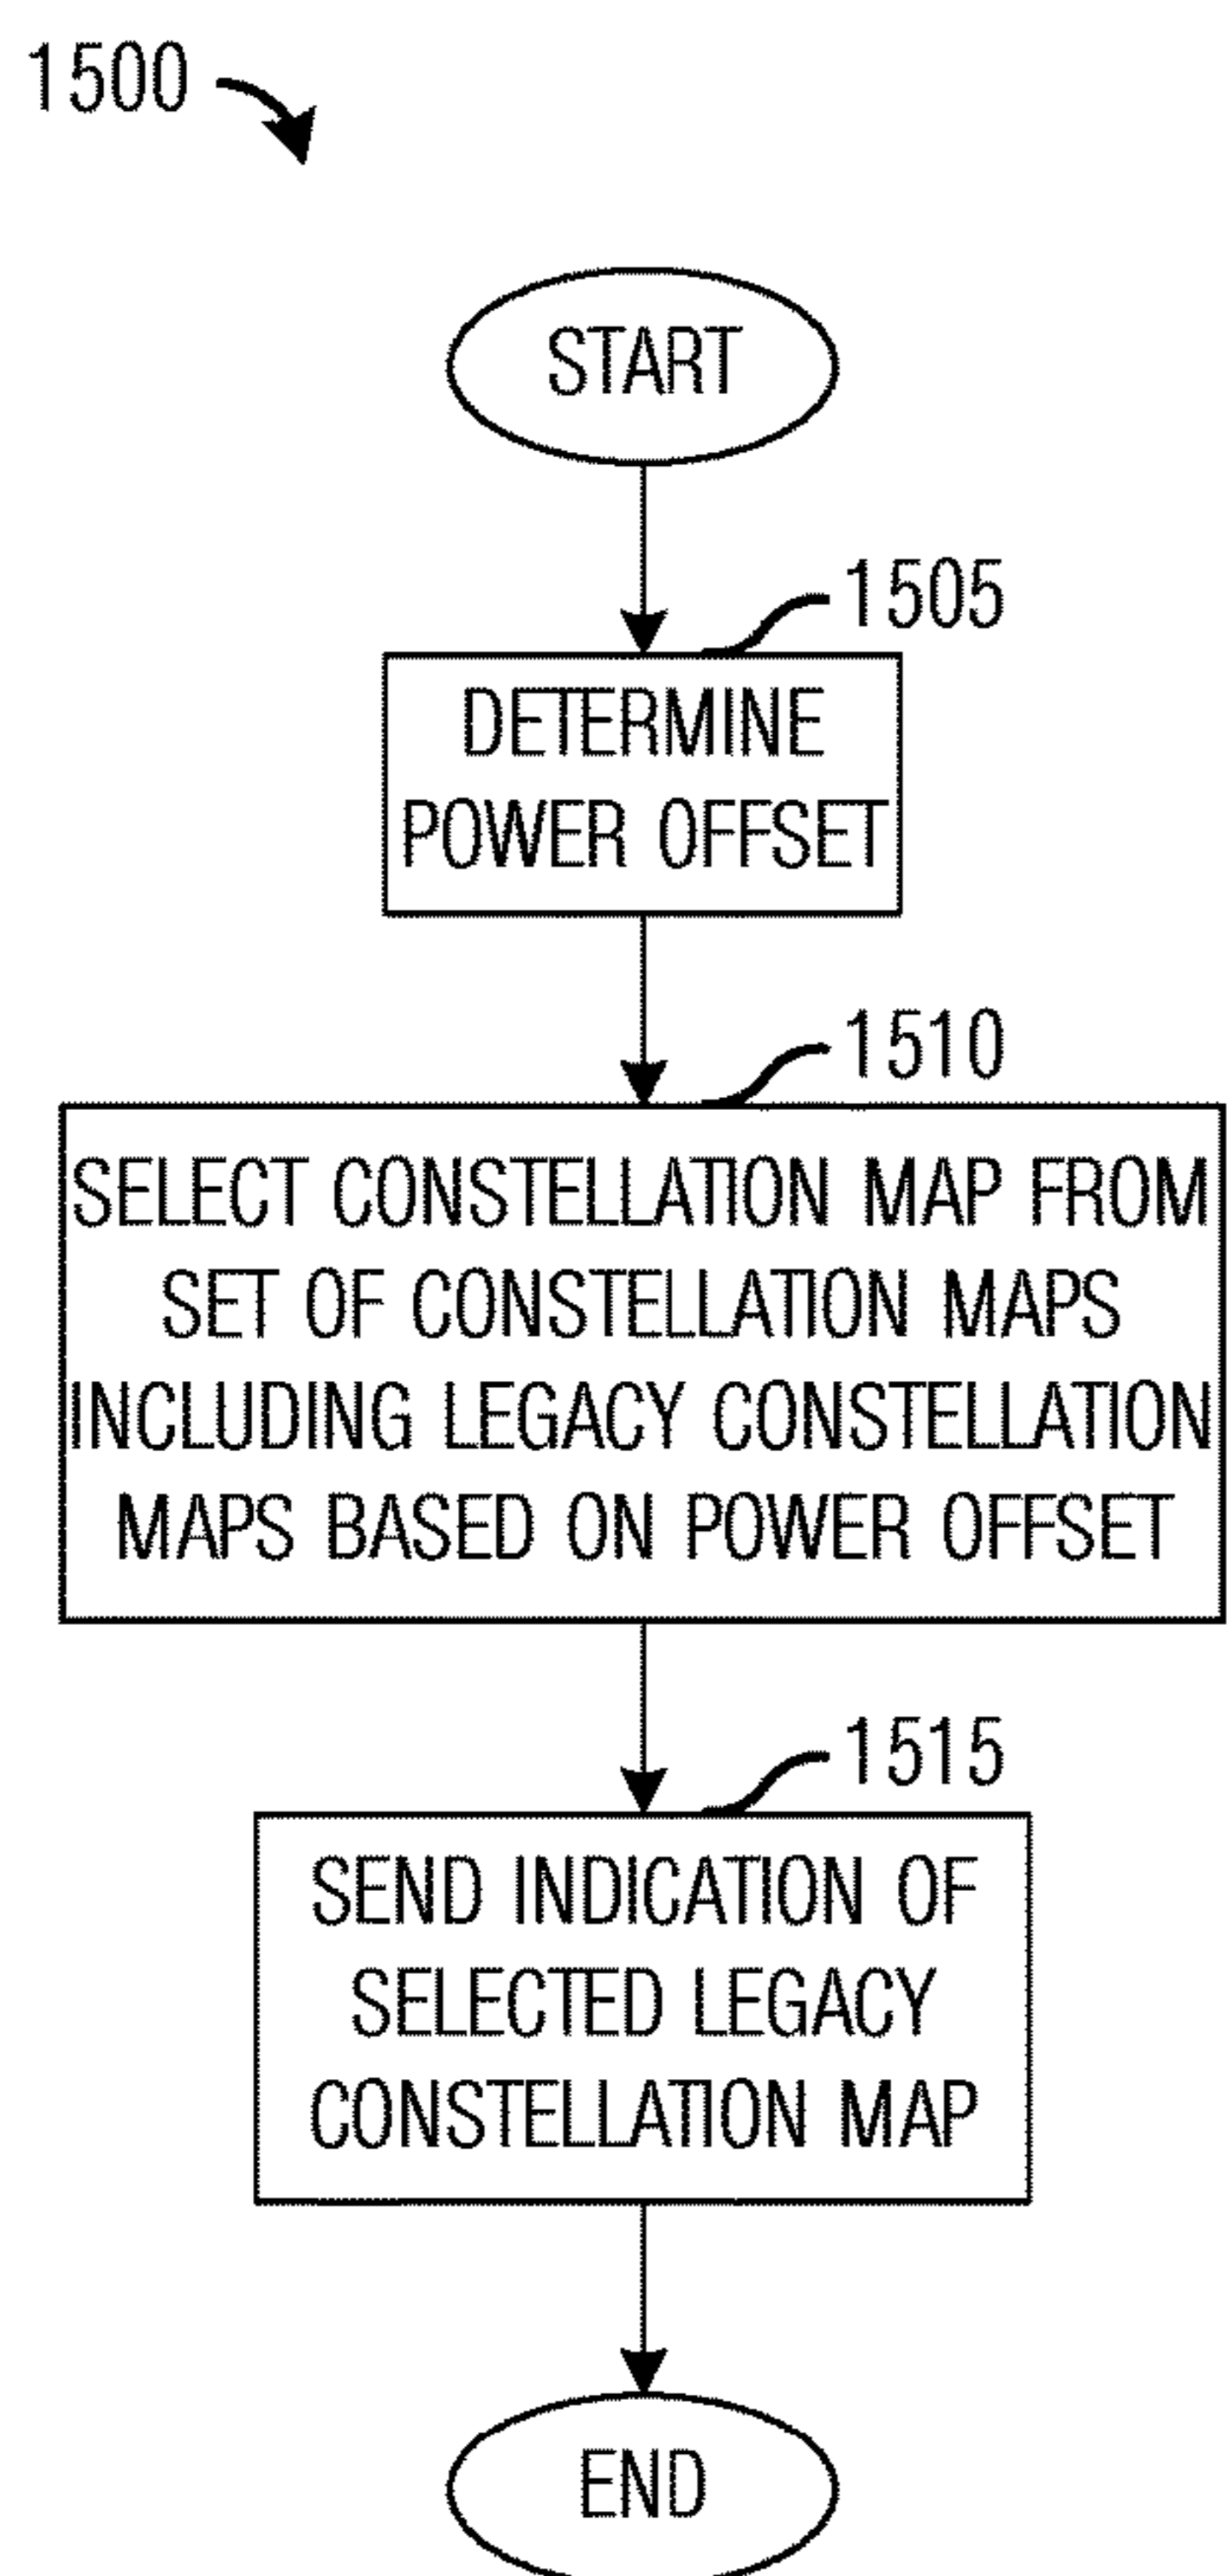 1500
START
1505
DETERMINE
POWER OFFSET
1510
SELECT CONSTELLATION MAP FROM
SET OF CONSTELLATION MAPS
INCLUDING LEGACY CONSTELLATION
MAPS BASED ON POWER OFFSET
1515
SEND INDICATION OF
SELECTED LEGACY
CONSTELLATION MAP
END